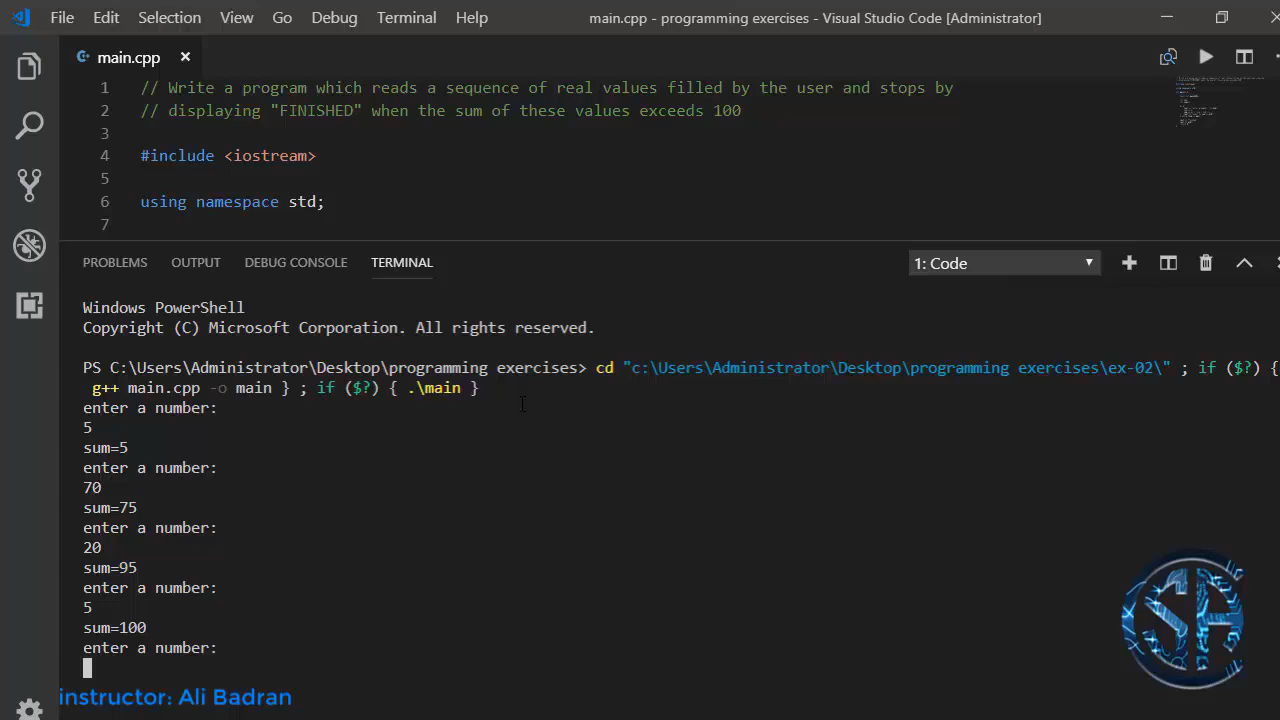 File Edit Selection View Go Debug Terminal Help main.cpp - programming exercises - Visual Studio Code [Administrator]
main.cpp
1 // Write a program which reads a sequence of real values filled by the user and stops by
2 // displaying "FINISHED" when the sum of these values exceeds 100
3
4 #include <iostream>
5
6 using namespace std;
7
PROBLEMS OUTPUT DEBUG CONSOLE TERMINAL 1: Code
Windows PowerShell
Copyright (C) Microsoft Corporation. All rights reserved.
PS C:\Users\Administrator\Desktop\programming exercises> cd "c:\Users\Administrator\Desktop\programming exercises\ex-02\" ; if ($?) {
g++ main.cpp -o main } ; if ($?) { .\main }
enter a number:
5
sum=5
enter a number:
70
sum=75
enter a number:
20
sum=95
enter a number:
5
sum=100
enter a number:
instructor: Ali Badran